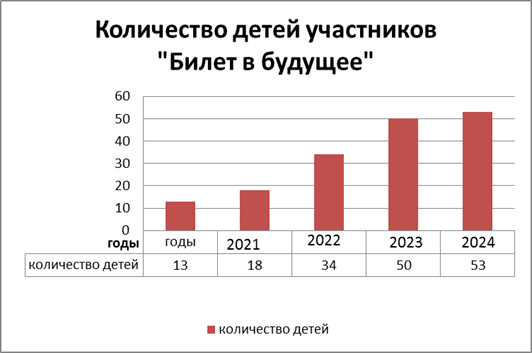 Количество детей участников
"Билет в будущее"
60
50
40
30
20
10
0
годы годы 2021 2022 2023 2024
количество детей 13 18 34 50 53
количество детей